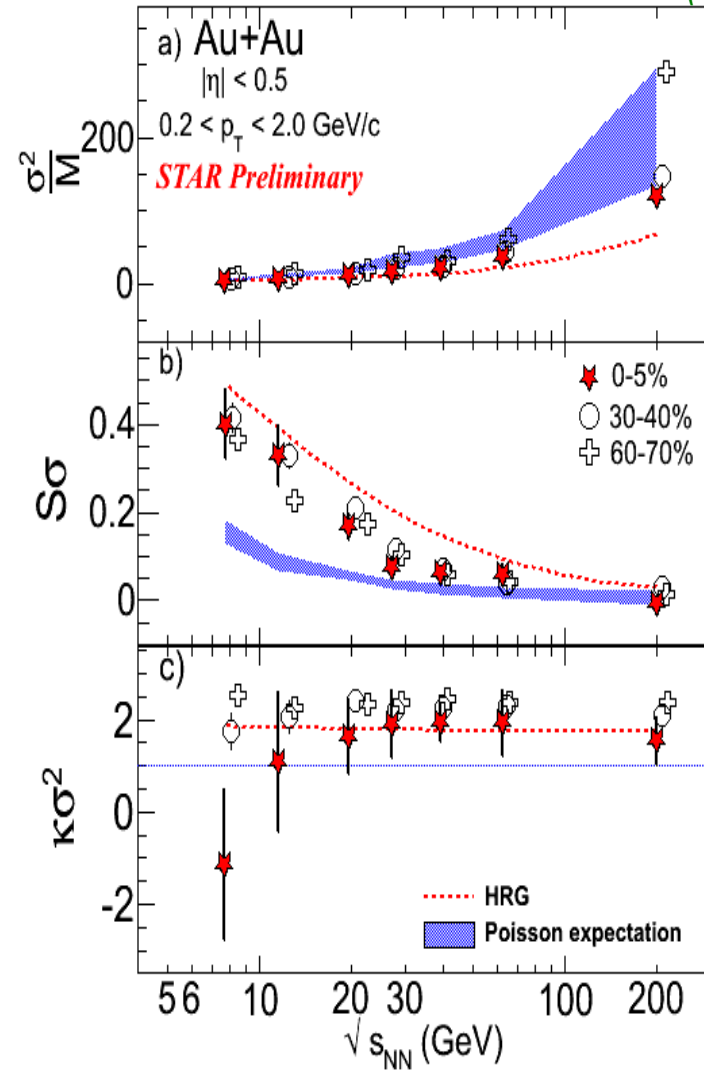 a) Au+Au
|η| < 0.5
0.2 < p_T < 2.0 GeV/c
STAR Preliminary
σ²/M
200
0
b)
0-5%
30-40%
60-70%
Sσ
0.4
0.2
0
c)
κσ²
2
0
-2
HRG
Poisson expectation
5 6 10 20 30 100 200
√s_NN (GeV)